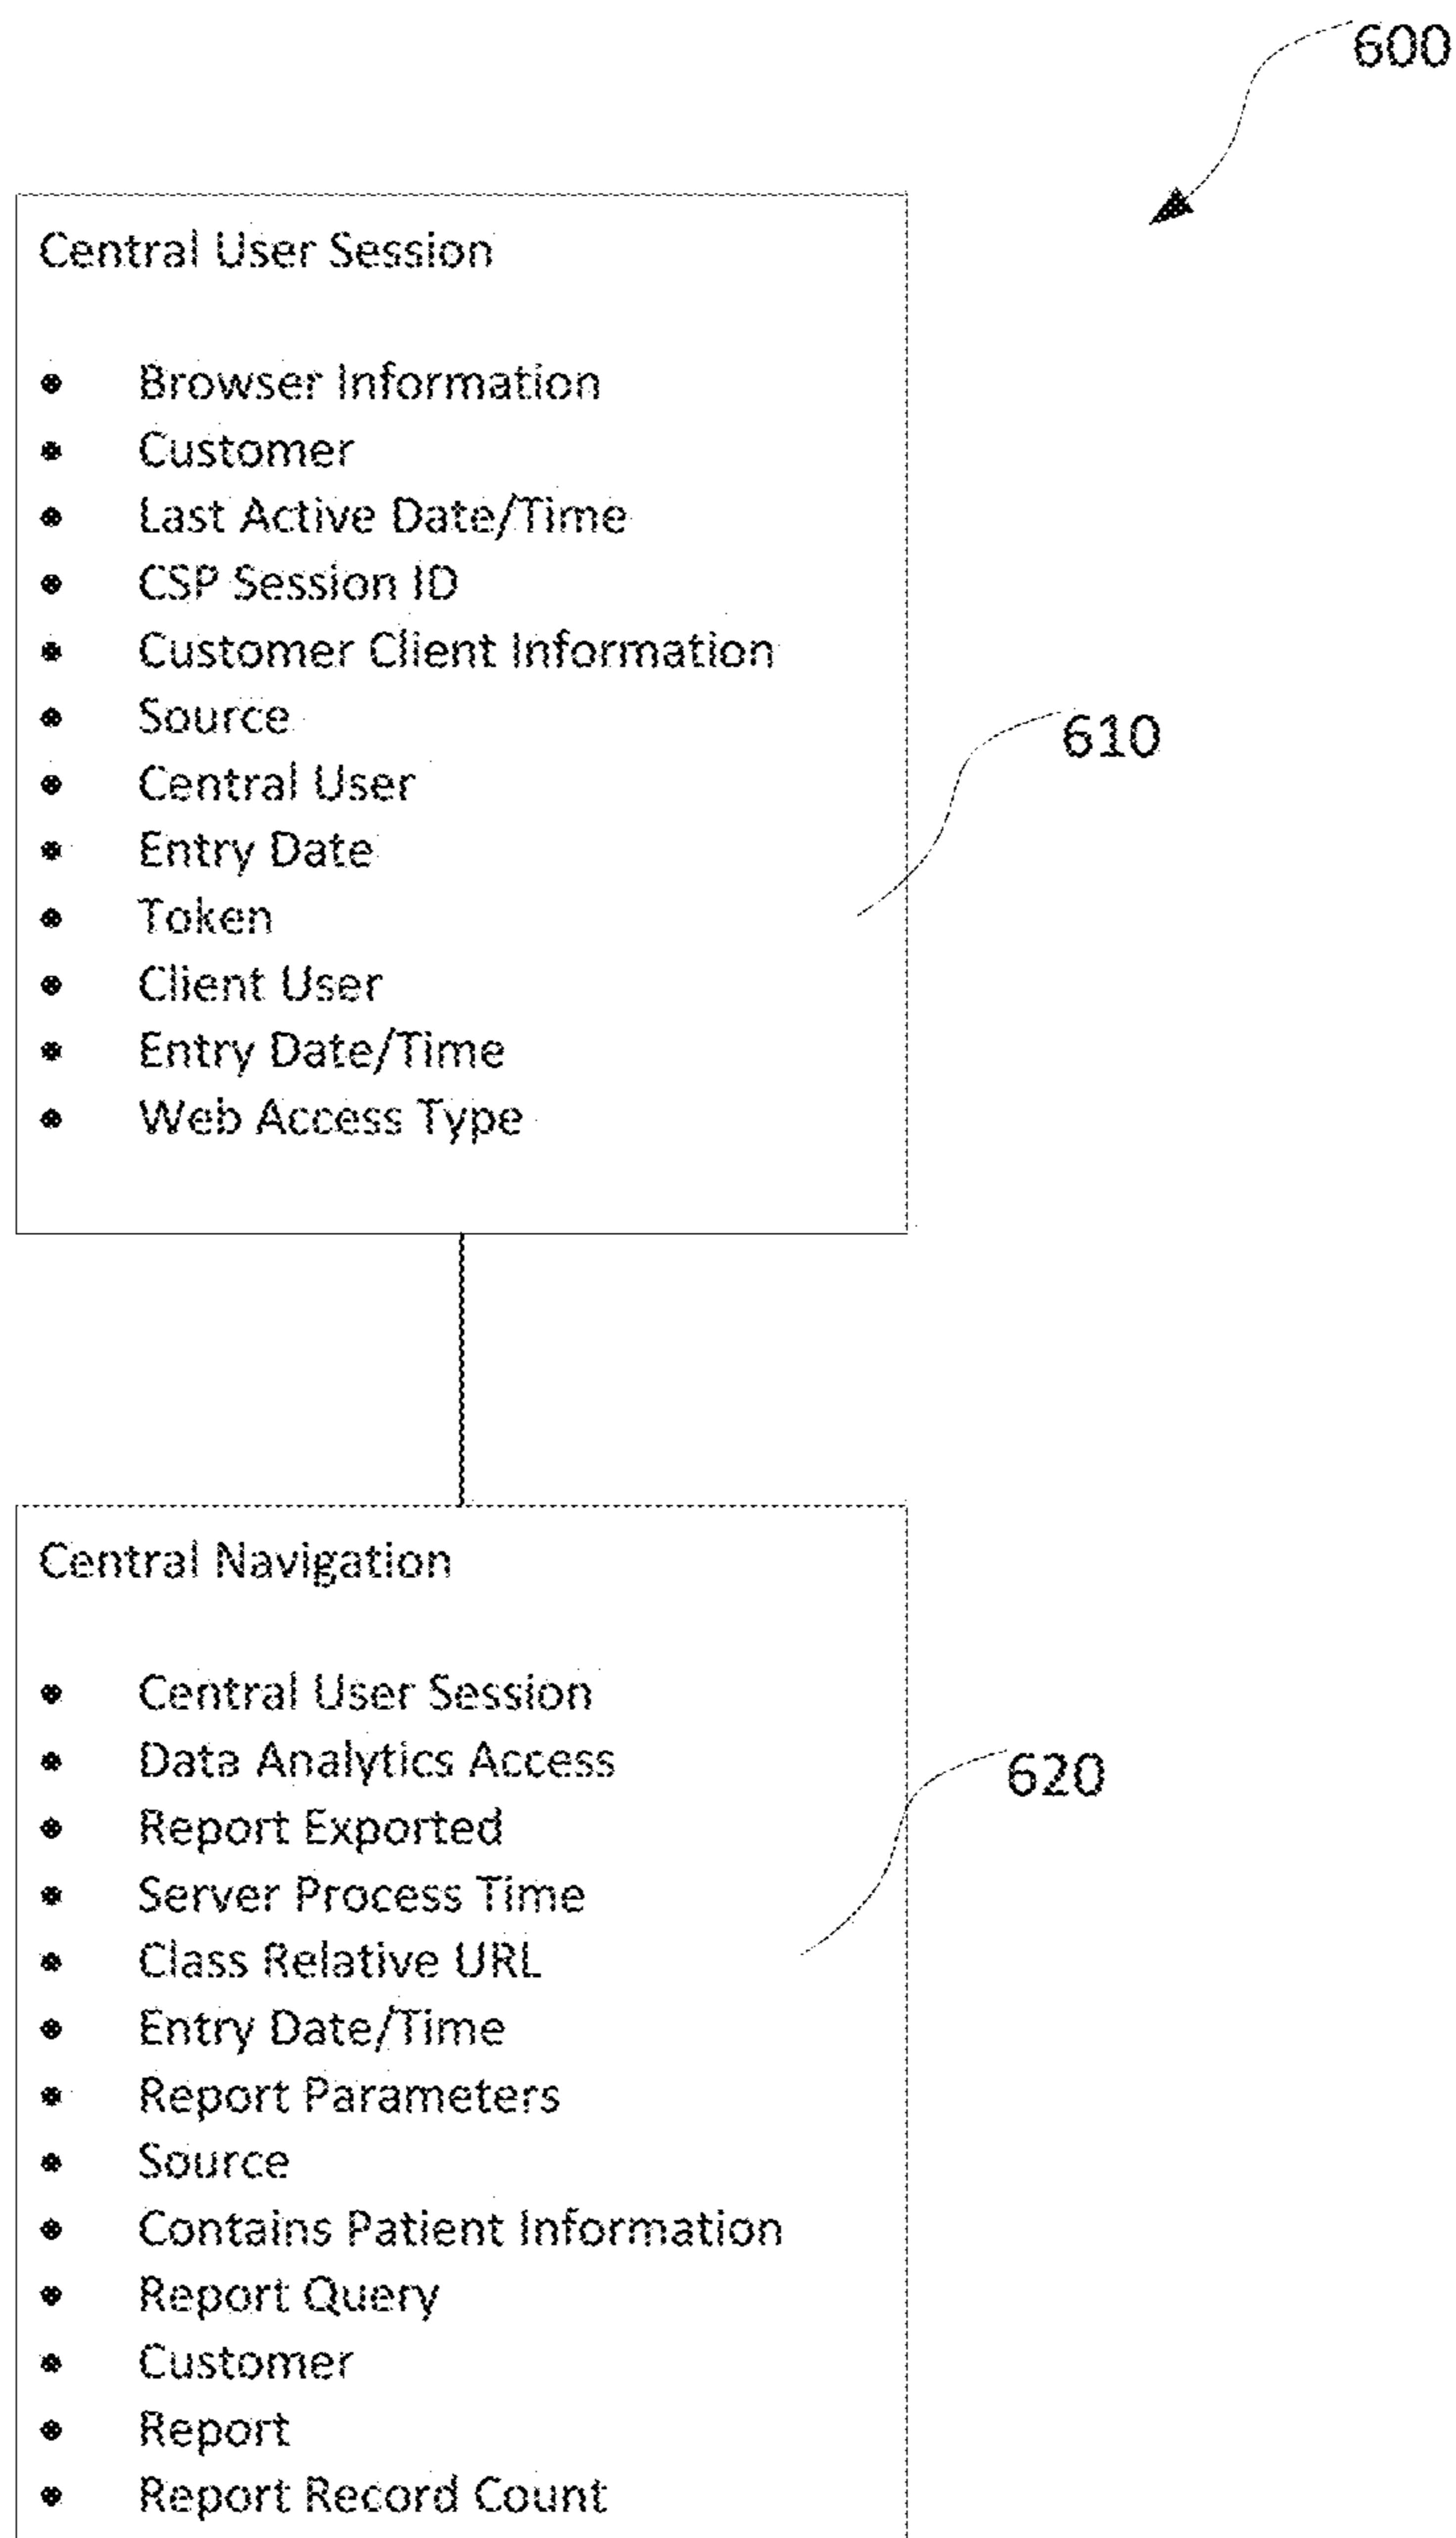 600
Central User Session
• Browser Information
• Customer
• Last Active Date/Time
• CSP Session ID
• Customer Client Information
• Source
610
• Central User
• Entry Date
• Token
• Client User
• Entry Date/Time
• Web Access Type
Central Navigation
• Central User Session
• Data Analytics Access
620
• Report Exported
• Server Process Time
• Class Relative URL
• Entry Date/Time
• Report Parameters
• Source
• Contains Patient Information
• Report Query
• Customer
• Report
• Report Record Count